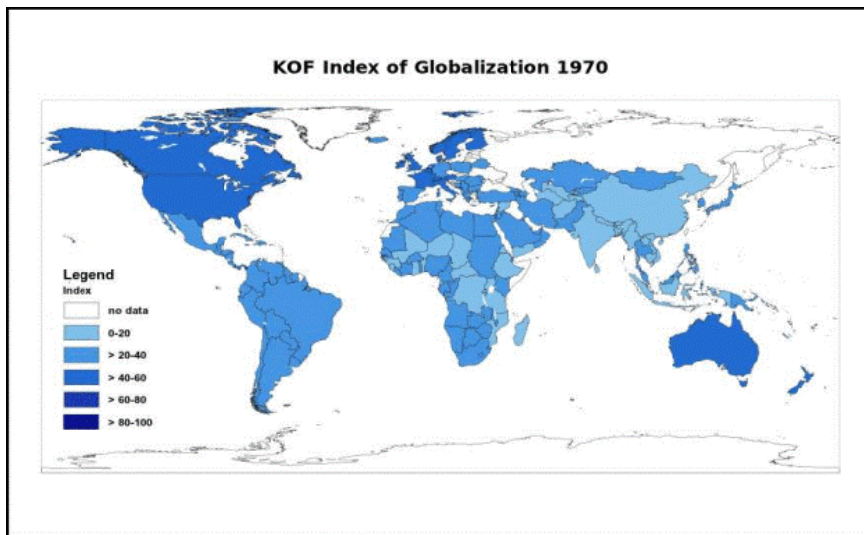 KOF Index of Globalization 1970
Legend
Index
no data
0-20
> 20-40
> 40-60
> 60-80
> 80-100